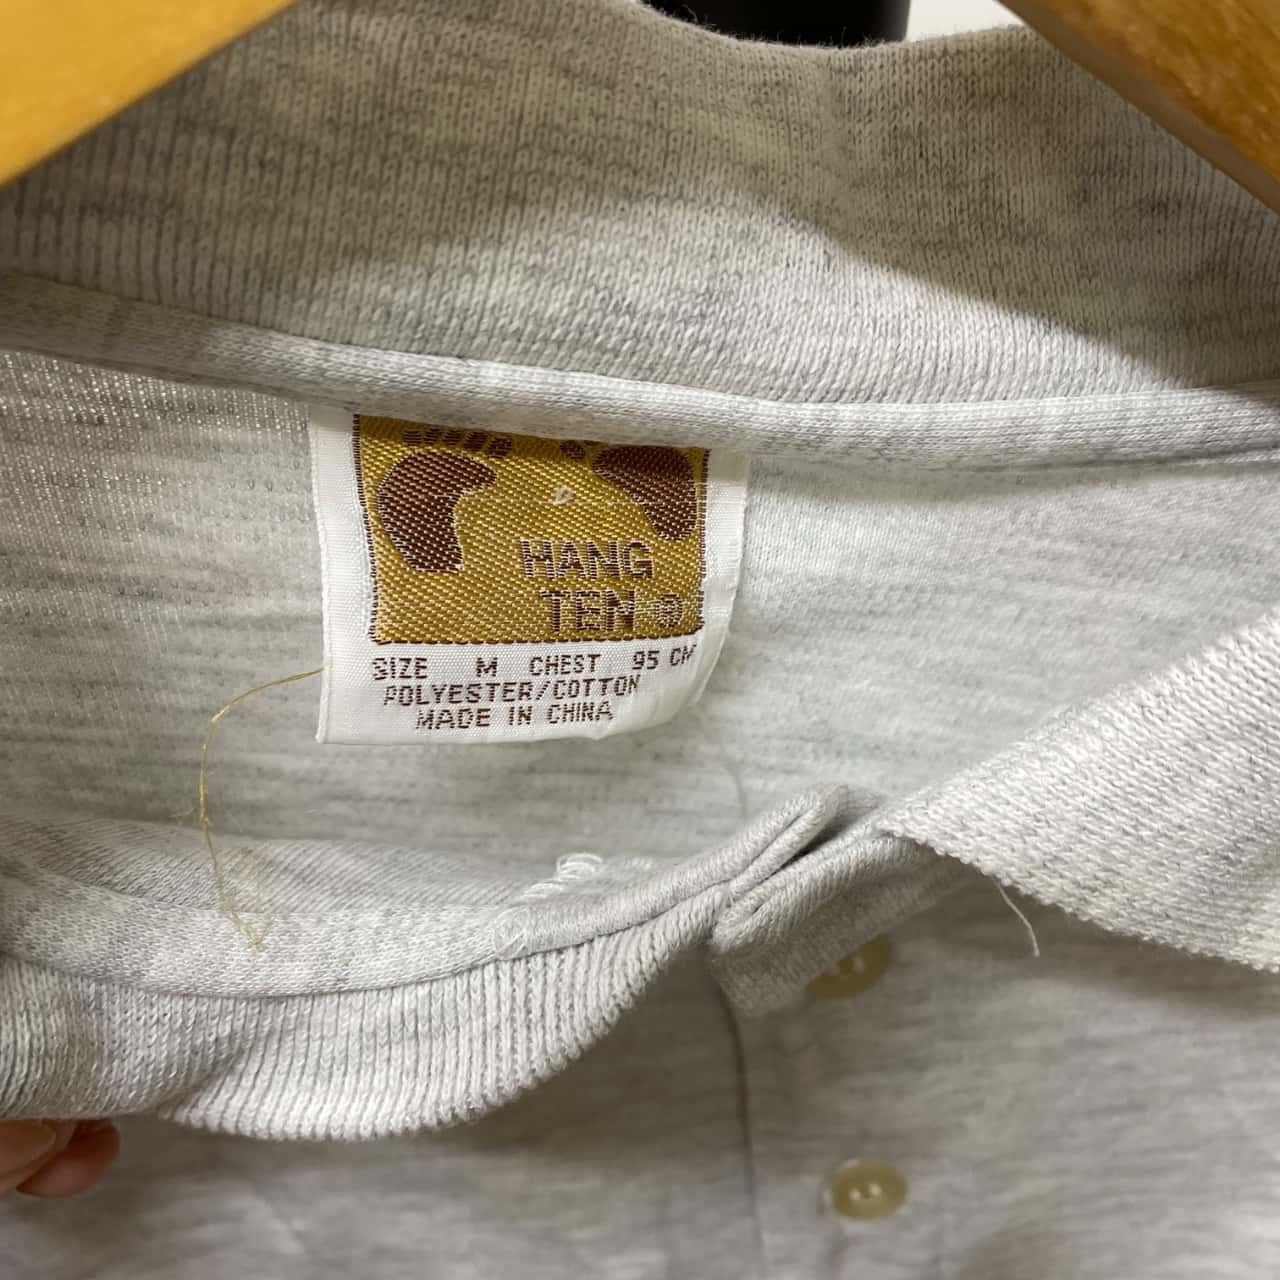 HANG
TEN ®
SIZE M CHEST 95 CM
POLYESTER/COTTON
MADE IN CHINA